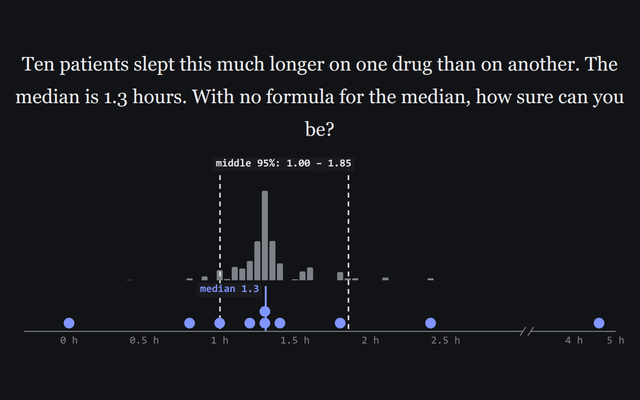 Ten patients slept this much longer on one drug than on another. The
median is 1.3 hours. With no formula for the median, how sure can you
be?
middle 95%: 1.00 – 1.85
median 1.3
0 h 0.5 h 1 h 1.5 h 2 h 2.5 h 4 h 5 h